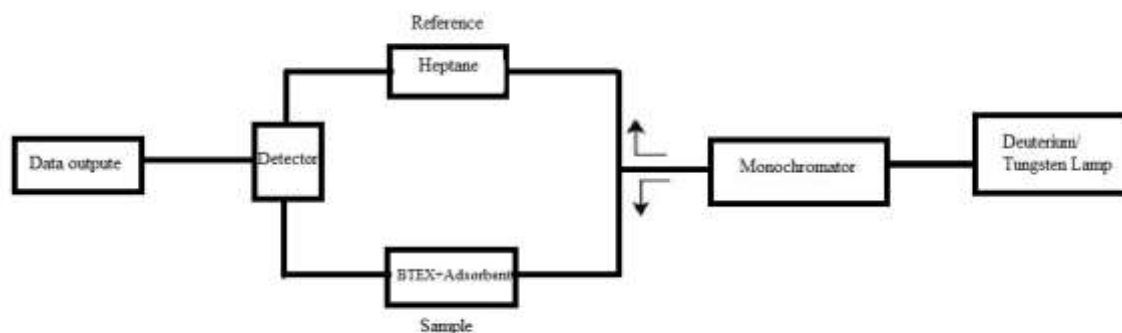 Reference
Heptane
Data outpute
Detector
Monochromator
Deuterium/
Tungsten Lamp
BTEX+Adsorbent
Sample